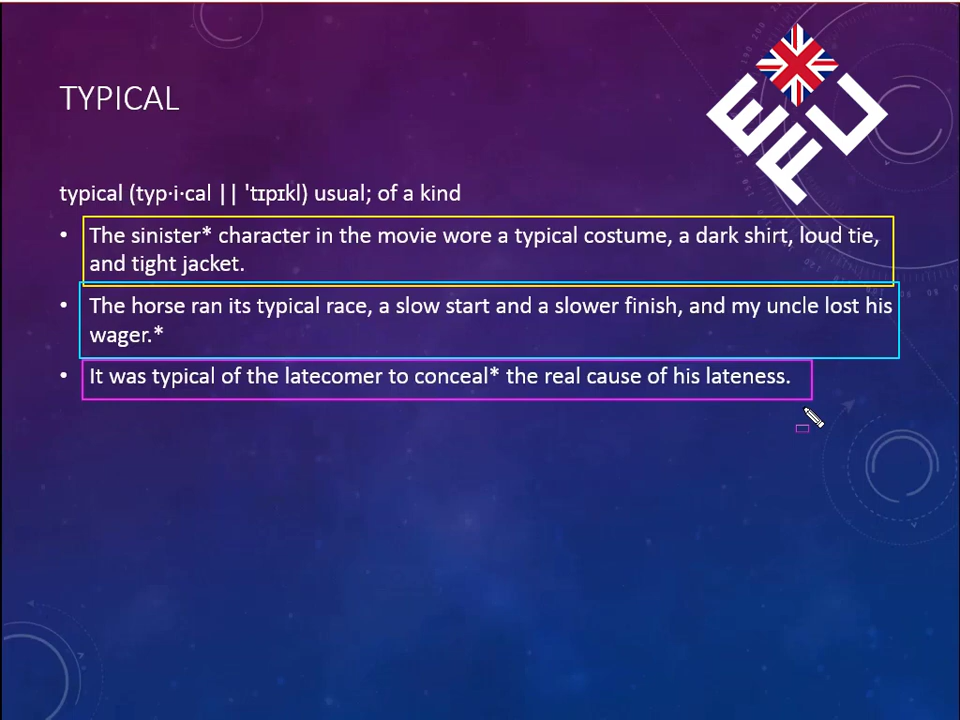 TYPICAL
EFU
typical (typ·i·cal || 'tɪpɪkl) usual; of a kind
• The sinister* character in the movie wore a typical costume, a dark shirt, loud tie,
and tight jacket.
• The horse ran its typical race, a slow start and a slower finish, and my uncle lost his
wager.*
• It was typical of the latecomer to conceal* the real cause of his lateness.